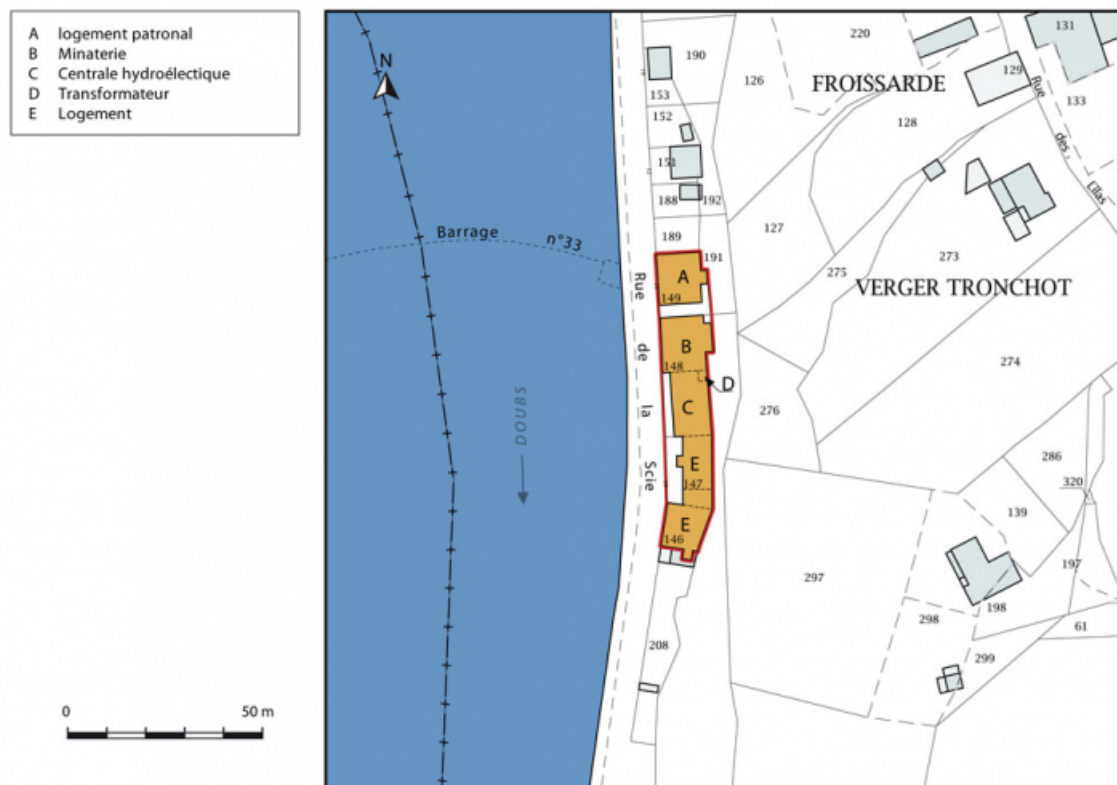 A logement patronal
B Minaterie
C Centrale hydroélectique
D Transformateur
E Logement
N
0 50 m
Barrage n°33
DOUBS
Rue de la Scie
Rue des Lilas
FROISSARDE
VERGER TRONCHOT
131
220
190
129
126
133
153
152
128
151
188
192
127
189
191
273
275
A
149
B
148
D
274
C
276
E
147
286
320
139
E
146
197
297
198
298
61
208
299